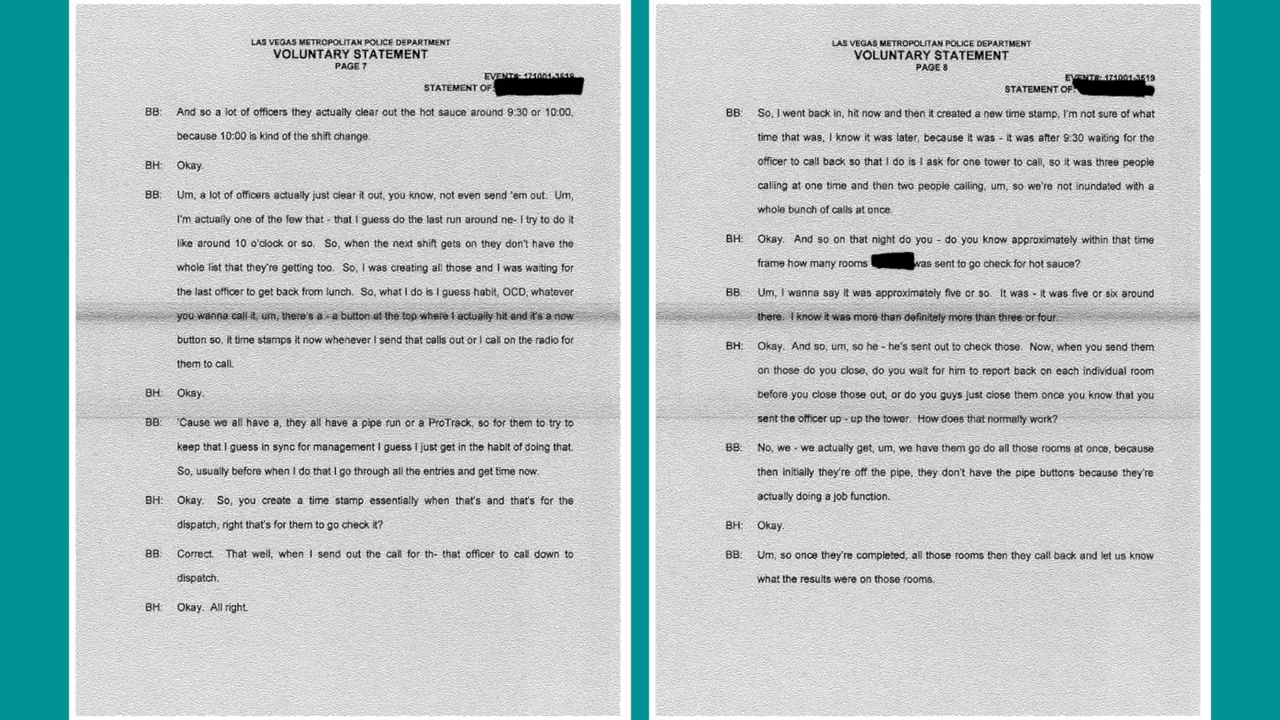 LAS VEGAS METROPOLITAN POLICE DEPARTMENT
VOLUNTARY STATEMENT
PAGE 7
EVENT#: 171001-3519
STATEMENT OF:
BB: And so a lot of officers they actually clear out the hot sauce around 9:30 or 10:00,
because 10:00 is kind of the shift change.
BH: Okay.
BB: Um, a lot of officers actually just clear it out, you know, not even send 'em out. Um,
I'm actually one of the few that - that I guess do the last run around ne- I try to do it
like around 10 o'clock or so. So, when the next shift gets on they don't have the
whole list that they're getting too. So, I was creating all those and I was waiting for
the last officer to get back from lunch. So, what I do is I guess habit, OCD, whatever
you wanna call it, um, there's a - a button at the top where I actually hit and it's a now
button so, it time stamps it now whenever I send that calls out or I call on the radio for
them to call.
BH: Okay.
BB: 'Cause we all have a, they all have a pipe run or a ProTrack, so for them to try to
keep that I guess in sync for management I guess I just get in the habit of doing that.
So, usually before when I do that I go through all the entries and get time now.
BH: Okay. So, you create a time stamp essentially when that's and that's for the
dispatch, right that's for them to go check it?
BB: Correct. That well, when I send out the call for th- that officer to call down to
dispatch.
BH: Okay. All right.
LAS VEGAS METROPOLITAN POLICE DEPARTMENT
VOLUNTARY STATEMENT
PAGE 8
EVENT#: 171001-3519
STATEMENT OF:
BB: So, I went back in, hit now and then it created a new time stamp, I'm not sure of what
time that was, I know it was later, because it was - it was after 9:30 waiting for the
officer to call back so that I do is I ask for one tower to call, so it was three people
calling at one time and then two people calling, um, so we're not inundated with a
whole bunch of calls at once.
BH: Okay. And so on that night do you - do you know approximately within that time
frame how many rooms was sent to go check for hot sauce?
BB: Um, I wanna say it was approximately five or so. It was - it was five or six around
there. I know it was more than definitely more than three or four.
BH: Okay. And so, um, so he - he's sent out to check those. Now, when you send them
on those do you close, do you wait for him to report back on each individual room
before you close those out, or do you guys just close them once you know that you
sent the officer up - up the tower. How does that normally work?
BB: No, we - we actually get, um, we have them go do all those rooms at once, because
then initially they're off the pipe, they don't have the pipe buttons because they're
actually doing a job function.
BH: Okay.
BB: Um, so once they're completed, all those rooms then they call back and let us know
what the results were on those rooms.